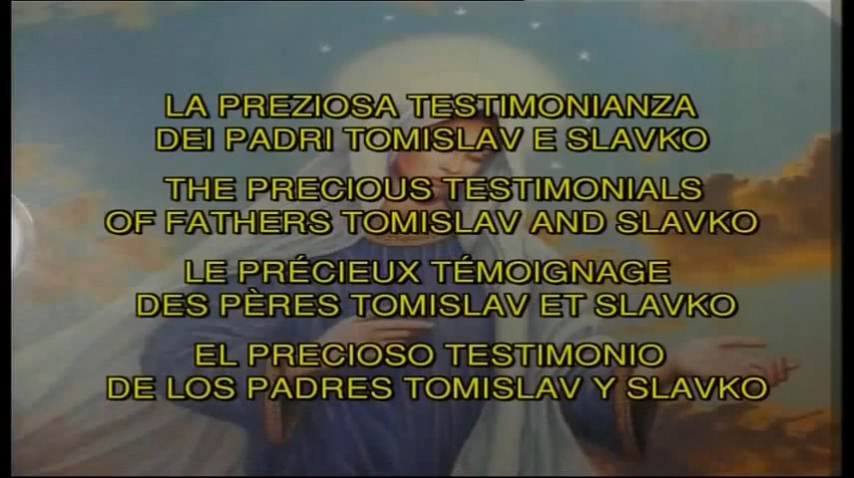 LA PREZIOSA TESTIMONIANZA
DEI PADRI TOMISLAV E SLAVKO
THE PRECIOUS TESTIMONIALS
OF FATHERS TOMISLAV AND SLAVKO
LE PRÉCIEUX TÉMOIGNAGE
DES PÈRES TOMISLAV ET SLAVKO
EL PRECIOSO TESTIMONIO
DE LOS PADRES TOMISLAV Y SLAVKO